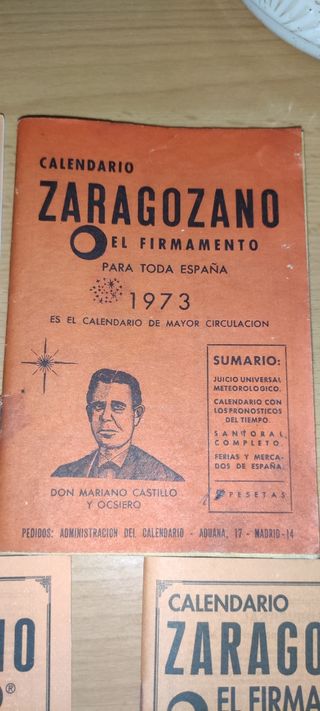 CALENDARIO
ZARAGOZANO
EL FIRMAMENTO
PARA TODA ESPAÑA
1973
ES EL CALENDARIO DE MAYOR CIRCULACION
SUMARIO:
JUICIO UNIVERSAL
METEOROLOGICO.
CALENDARIO CON
LOS PRONOSTICOS
DEL TIEMPO.
SANTORAL
COMPLETO.
FERIAS Y MERCA-
DOS DE ESPAÑA.
PESETAS
DON MARIANO CASTILLO
Y OCSIERO
PEDIDOS: ADMINISTRACION DEL CALENDARIO - ADUANA, 17 - MADRID-14
NO
O®
CALENDARIO
ZARAGO
EL FIRMA